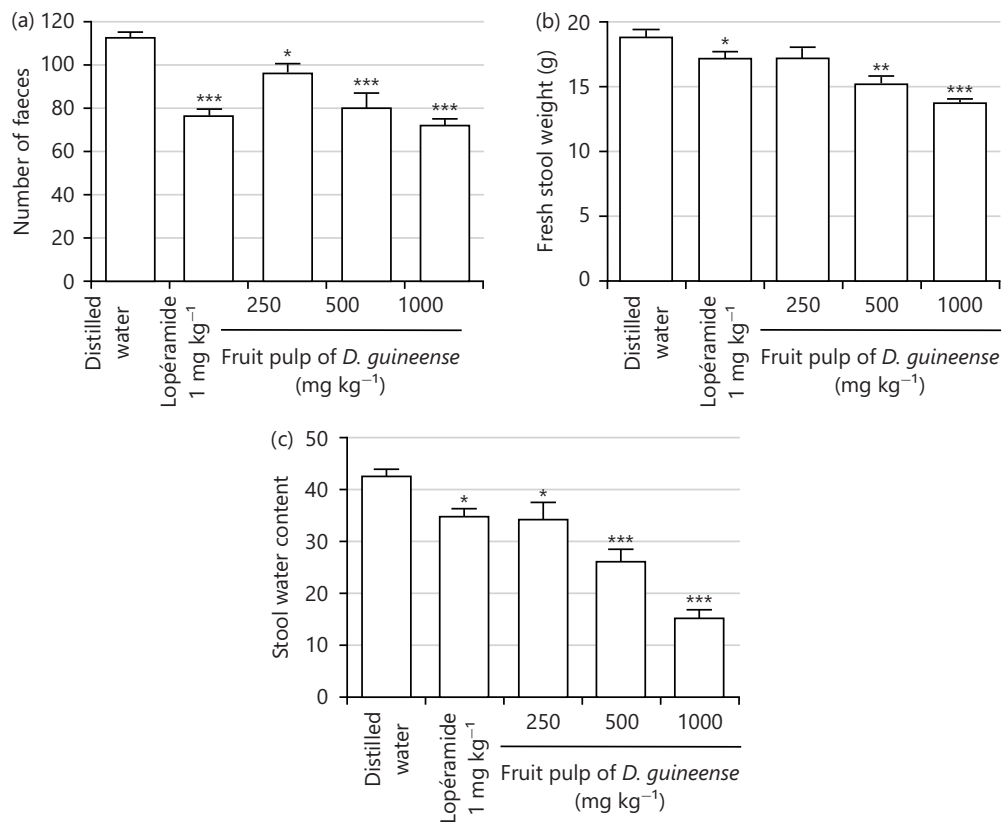 (a)
120
100
80
60
40
20
0
Number of faeces
***
*
***
***
Distilled
water
Lopéramide
1 mg kg⁻¹
250 500 1000
Fruit pulp of D. guineense
(mg kg⁻¹)
(b)
20
15
10
5
0
Fresh stool weight (g)
*
**
***
Distilled
water
Lopéramide
1 mg kg⁻¹
250 500 1000
Fruit pulp of D. guineense
(mg kg⁻¹)
(c)
50
40
30
20
10
0
Stool water content
*
*
***
***
Distilled
water
Lopéramide
1 mg kg⁻¹
250 500 1000
Fruit pulp of D. guineense
(mg kg⁻¹)